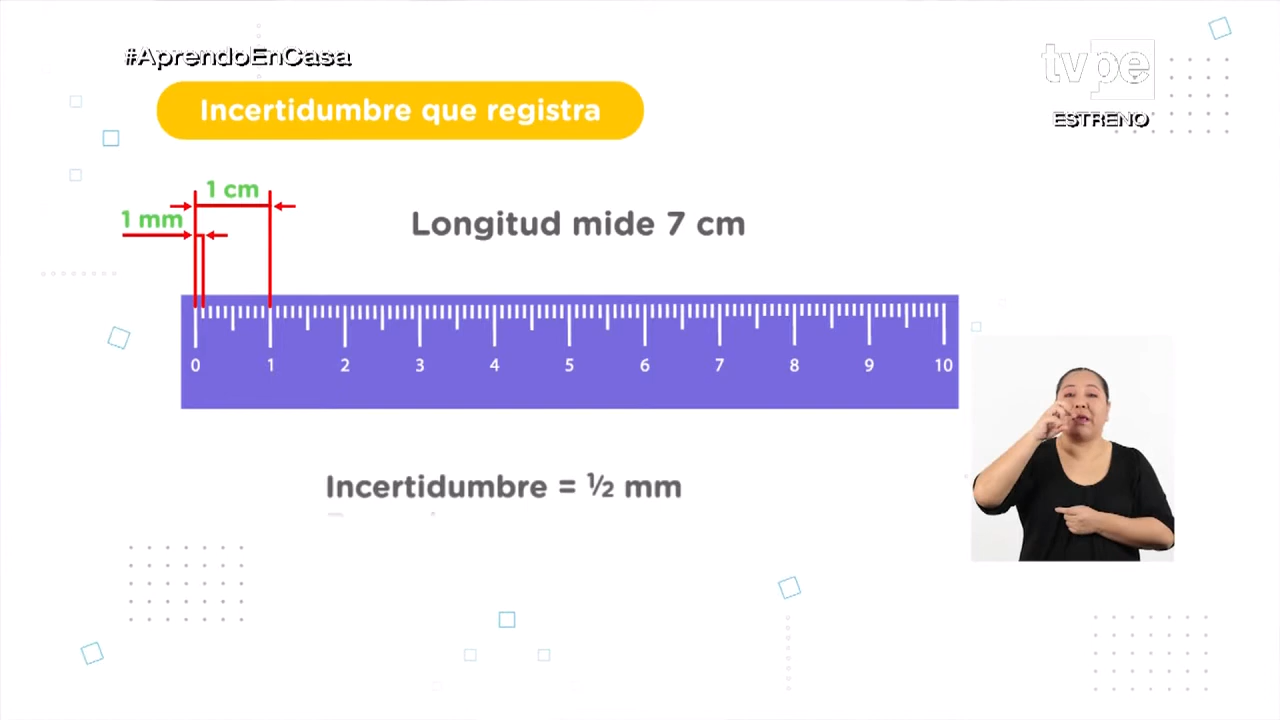 #AprendoEnCasa
tvpe
ESTRENO
Incertidumbre que registra
1 cm
1 mm
Longitud mide 7 cm
0 1 2 3 4 5 6 7 8 9 10
Incertidumbre = ½ mm